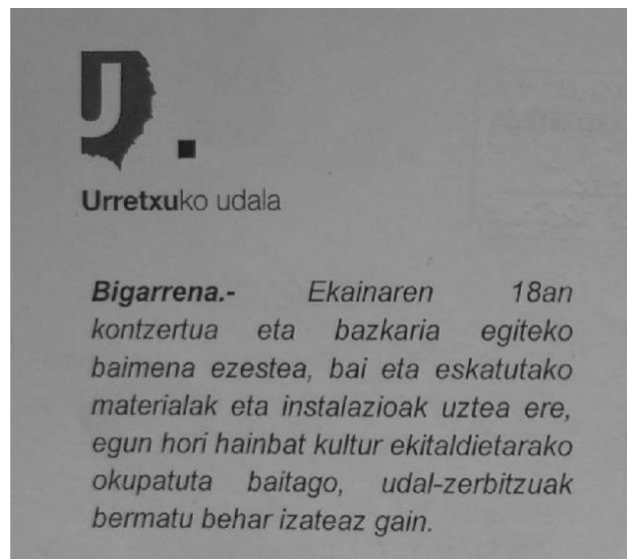 Urretxuko udala
Bigarrena.- Ekainaren 18an
kontzertua eta bazkaria egiteko
baimena ezestea, bai eta eskatutako
materialak eta instalazioak uztea ere,
egun hori hainbat kultur ekitaldietarako
okupatuta baitago, udal-zerbitzuak
bermatu behar izateaz gain.